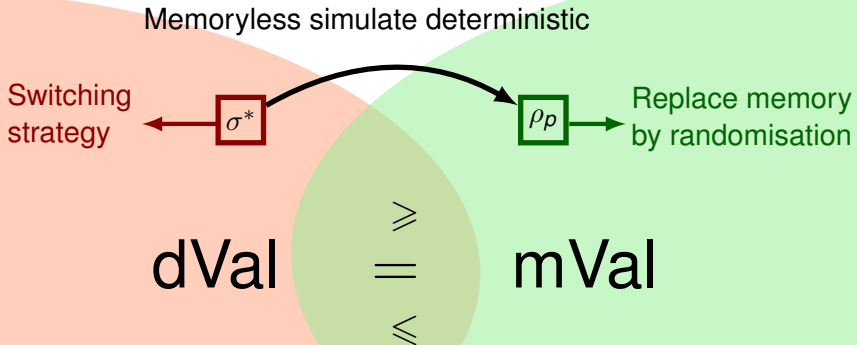 Memoryless simulate deterministic
Switching
strategy
σ*
ρp
Replace memory
by randomisation
⩾
dVal = mVal
⩽